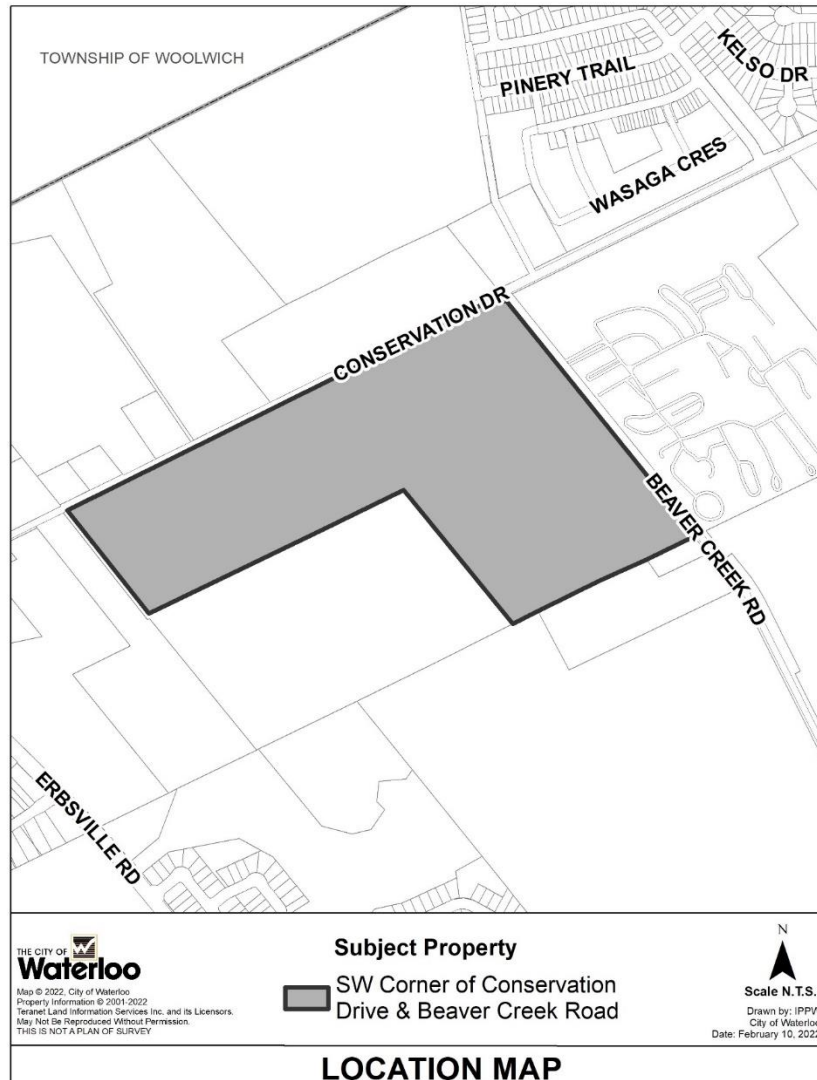 TOWNSHIP OF WOOLWICH
KELSO DR
PINERY TRAIL
WASAGA CRES
CONSERVATION DR
BEAVER CREEK RD
ERBSVILLE RD
THE CITY OF
Waterloo
Map © 2022, City of Waterloo
Property Information © 2001-2022
Teranet Land Information Services Inc. and its Licensors.
May Not Be Reproduced Without Permission.
THIS IS NOT A PLAN OF SURVEY
Subject Property
SW Corner of Conservation
Drive & Beaver Creek Road
N
Scale N.T.S.
Drawn by: IPPW
City of Waterloo
Date: February 10, 2022
LOCATION MAP